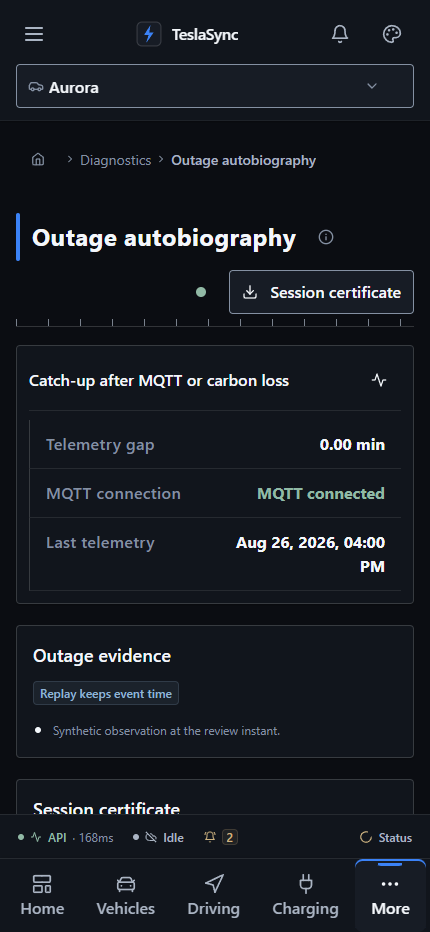 TeslaSync
Aurora
Diagnostics
Outage autobiography
Outage autobiography
Session certificate
Catch-up after MQTT or carbon loss
Telemetry gap
0.00 min
MQTT connection
MQTT connected
Last telemetry
Aug 26, 2026, 04:00
PM
Outage evidence
Replay keeps event time
Synthetic observation at the review instant.
Session certificate
API · 168ms
Idle
2
Status
Home
Vehicles
Driving
Charging
More